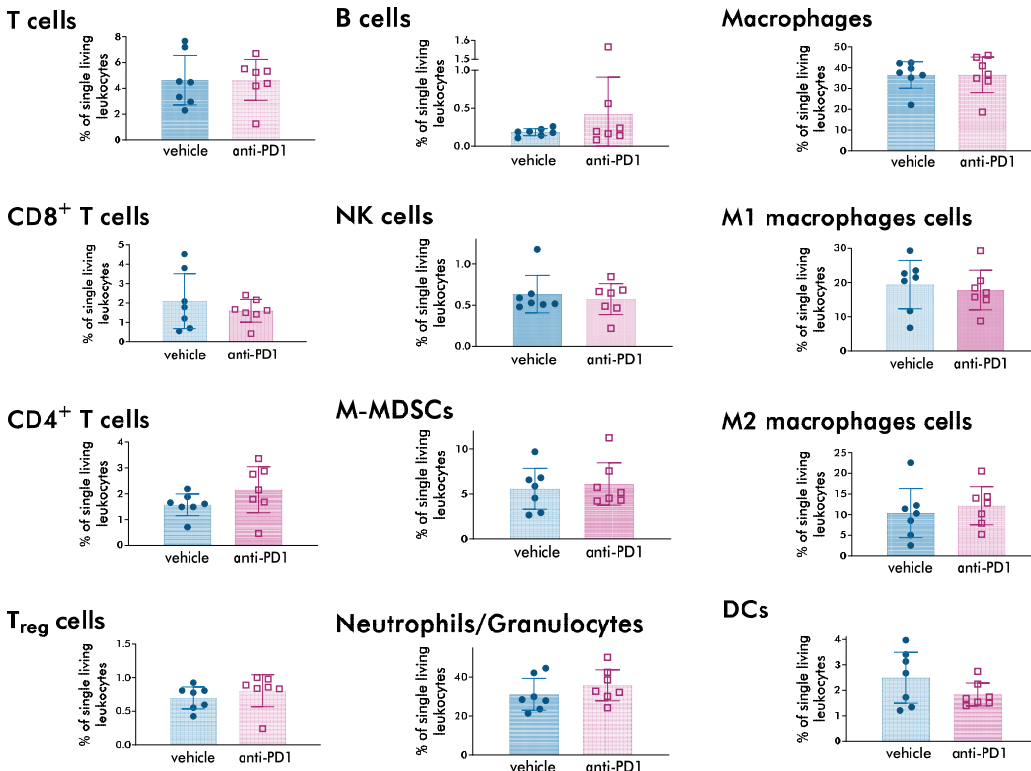 T cells
% of single living
leukocytes
8
6
4
2
0
vehicle anti-PD1
B cells
% of single living
leukocytes
1.6
1.5
1.0
0.5
0.0
vehicle anti-PD1
Macrophages
% of single living
leukocytes
50
40
30
20
10
0
vehicle anti-PD1
CD8+ T cells
% of single living
leukocytes
5
4
3
2
1
0
vehicle anti-PD1
NK cells
% of single living
leukocytes
1.0
0.5
0.0
vehicle anti-PD1
M1 macrophages cells
% of single living
leukocytes
30
20
10
0
vehicle anti-PD1
CD4+ T cells
% of single living
leukocytes
4
3
2
1
0
vehicle anti-PD1
M-MDSCs
% of single living
leukocytes
10
5
0
vehicle anti-PD1
M2 macrophages cells
% of single living
leukocytes
25
20
15
10
5
0
vehicle anti-PD1
Treg cells
% of single living
leukocytes
1.5
1.0
0.5
0.0
vehicle anti-PD1
Neutrophils/Granulocytes
% of single living
leukocytes
40
20
0
vehicle anti-PD1
DCs
% of single living
leukocytes
4
3
2
1
0
vehicle anti-PD1